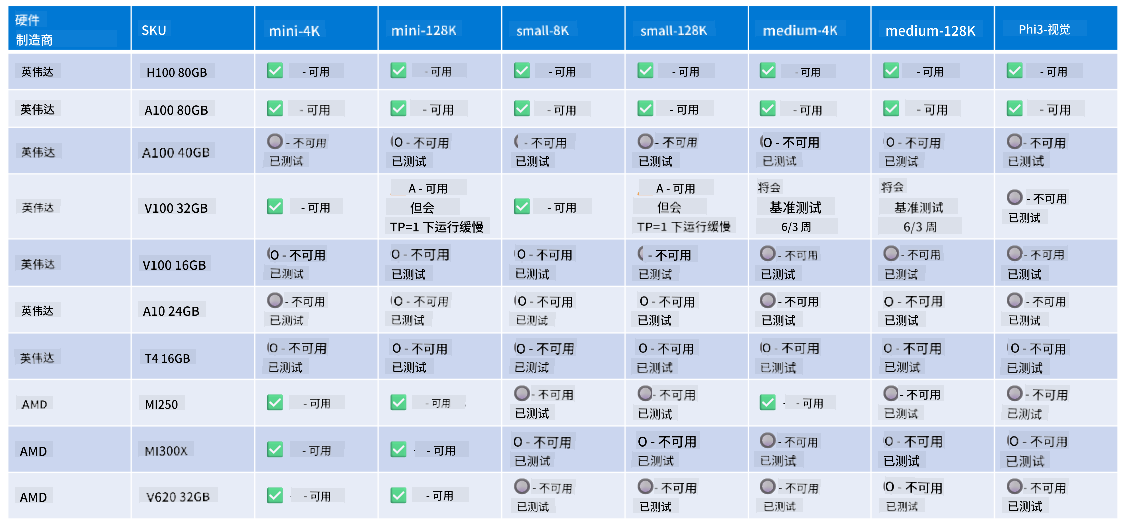 硬件
制造商
SKU
mini-4K
mini-128K
small-8K
small-128K
medium-4K
medium-128K
Phi3-视觉
英伟达
H100 80GB
- 可用
- 可用
- 可用
- 可用
- 可用
- 可用
- 可用
英伟达
A100 80GB
- 可用
- 可用
- 可用
- 可用
- 可用
- 可用
- 可用
英伟达
A100 40GB
- 不可用
已测试
O - 不可用
已测试
- 不可用
已测试
- 不可用
已测试
O - 不可用
已测试
O - 不可用
已测试
- 不可用
已测试
英伟达
V100 32GB
- 可用
A - 可用
但会
TP=1 下运行缓慢
- 可用
A - 可用
但会
TP=1 下运行缓慢
将会
基准测试
6/3 周
将会
基准测试
6/3 周
- 不可用
已测试
英伟达
V100 16GB
O - 不可用
已测试
O - 不可用
已测试
O - 不可用
已测试
- 不可用
已测试
- 不可用
已测试
- 不可用
已测试
- 不可用
已测试
英伟达
A10 24GB
- 不可用
已测试
O - 不可用
已测试
O - 不可用
已测试
O - 不可用
已测试
- 不可用
已测试
O - 不可用
已测试
- 不可用
已测试
英伟达
T4 16GB
O - 不可用
已测试
O - 不可用
已测试
O - 不可用
已测试
O - 不可用
已测试
O - 不可用
已测试
O - 不可用
已测试
O - 不可用
已测试
AMD
MI250
- 可用
- 可用
- 不可用
已测试
- 不可用
已测试
- 可用
- 不可用
已测试
- 不可用
已测试
AMD
MI300X
- 可用
- 可用
O - 不可用
已测试
O - 不可用
已测试
- 不可用
已测试
O - 不可用
已测试
O - 不可用
已测试
AMD
V620 32GB
- 可用
- 可用
- 不可用
已测试
- 不可用
已测试
- 不可用
已测试
O - 不可用
已测试
- 不可用
已测试